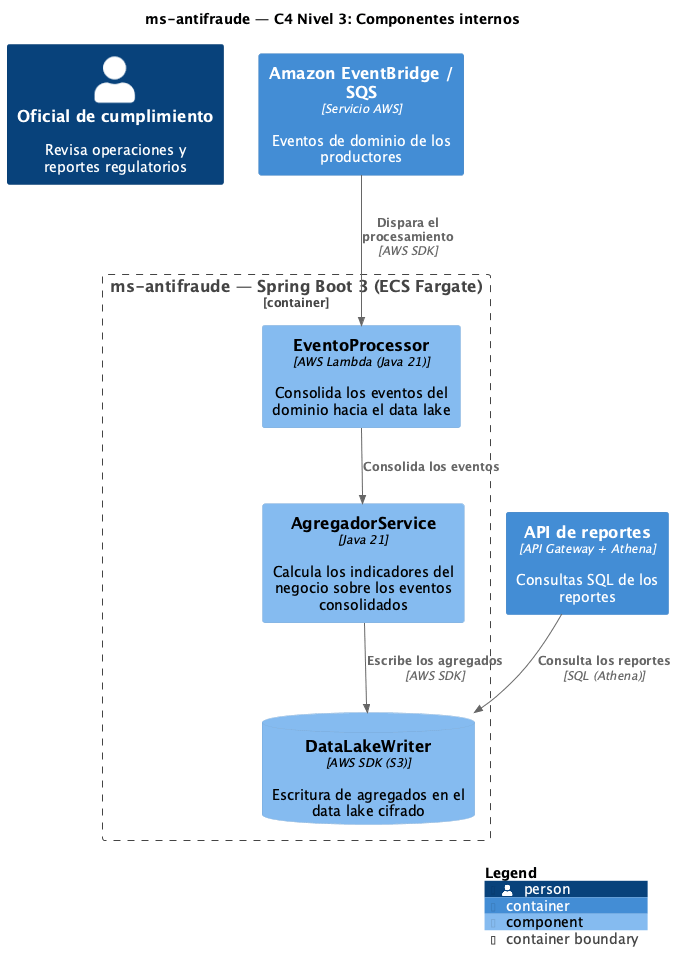 ms-antifraude — C4 Nivel 3: Componentes internos
Oficial de cumplimiento
Revisa operaciones y
reportes regulatorios
Amazon EventBridge /
SQS
[Servicio AWS]
Eventos de dominio de los
productores
Dispara el
procesamiento
[AWS SDK]
ms-antifraude — Spring Boot 3 (ECS Fargate)
[container]
EventoProcessor
[AWS Lambda (Java 21)]
Consolida los eventos del
dominio hacia el data lake
Consolida los eventos
AgregadorService
[Java 21]
Calcula los indicadores del
negocio sobre los eventos
consolidados
API de reportes
[API Gateway + Athena]
Consultas SQL de los
reportes
Escribe los agregados
[AWS SDK]
Consulta los reportes
[SQL (Athena)]
DataLakeWriter
[AWS SDK (S3)]
Escritura de agregados en el
data lake cifrado
Legend
person
container
component
container boundary